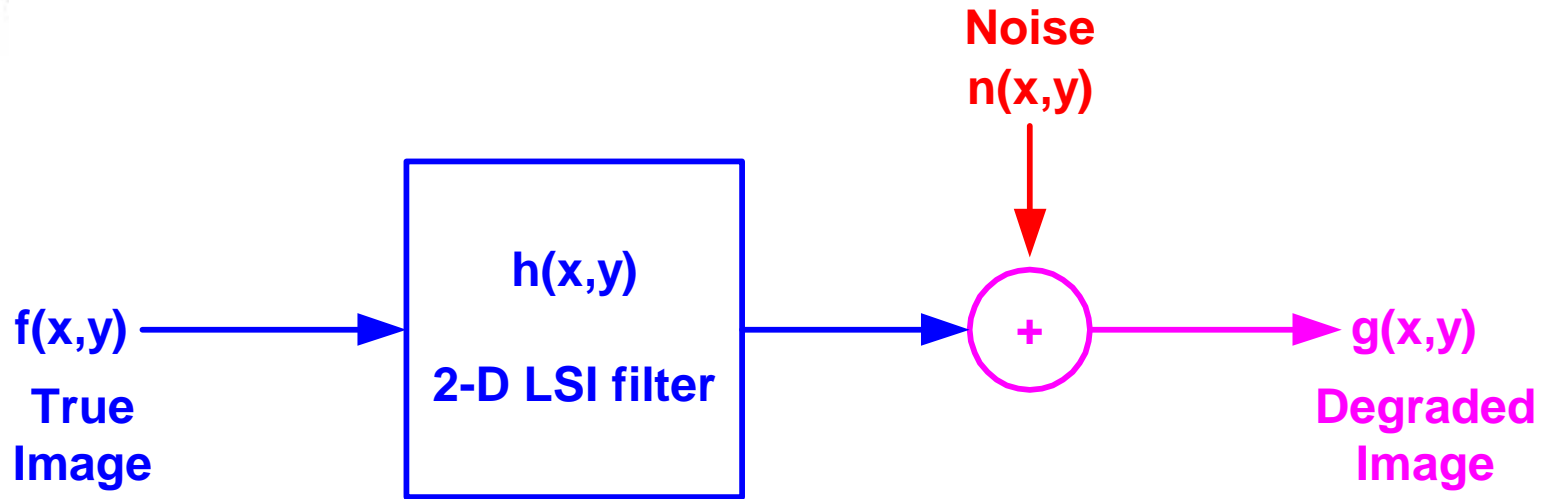 Noise
n(x,y)
h(x,y)
2-D LSI filter
f(x,y)
True
Image
+
g(x,y)
Degraded
Image